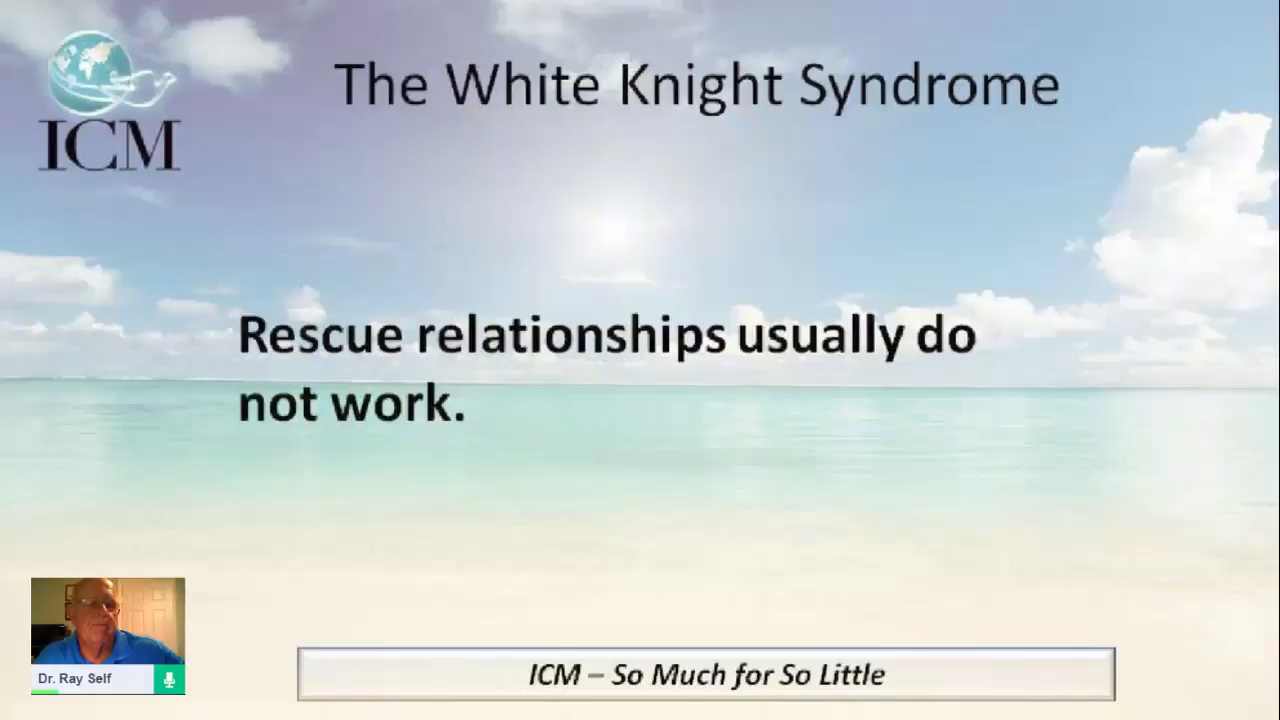 The White Knight Syndrome
ICM
Rescue relationships usually do
not work.
Dr. Ray Self
ICM – So Much for So Little